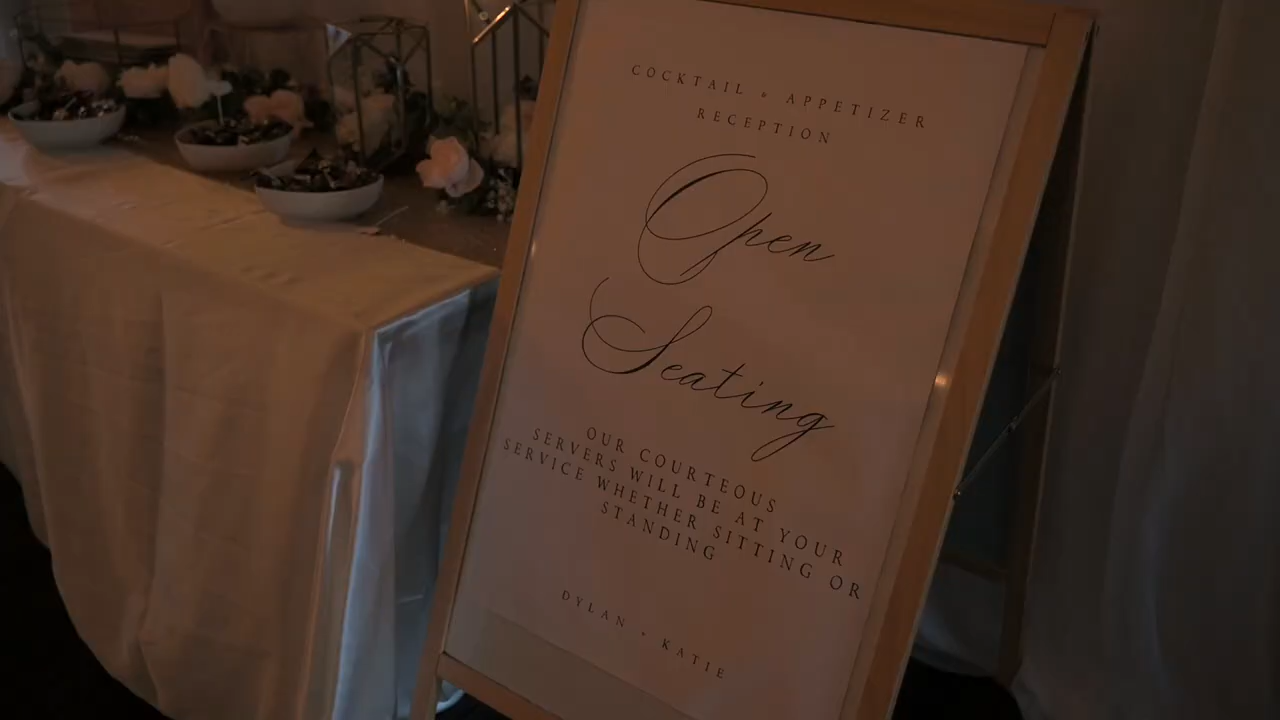 COCKTAIL + APPETIZER
RECEPTION
Open
Seating
OUR COURTEOUS
SERVERS WILL BE AT YOUR
SERVICE WHETHER SITTING OR
STANDING
DYLAN + KATIE